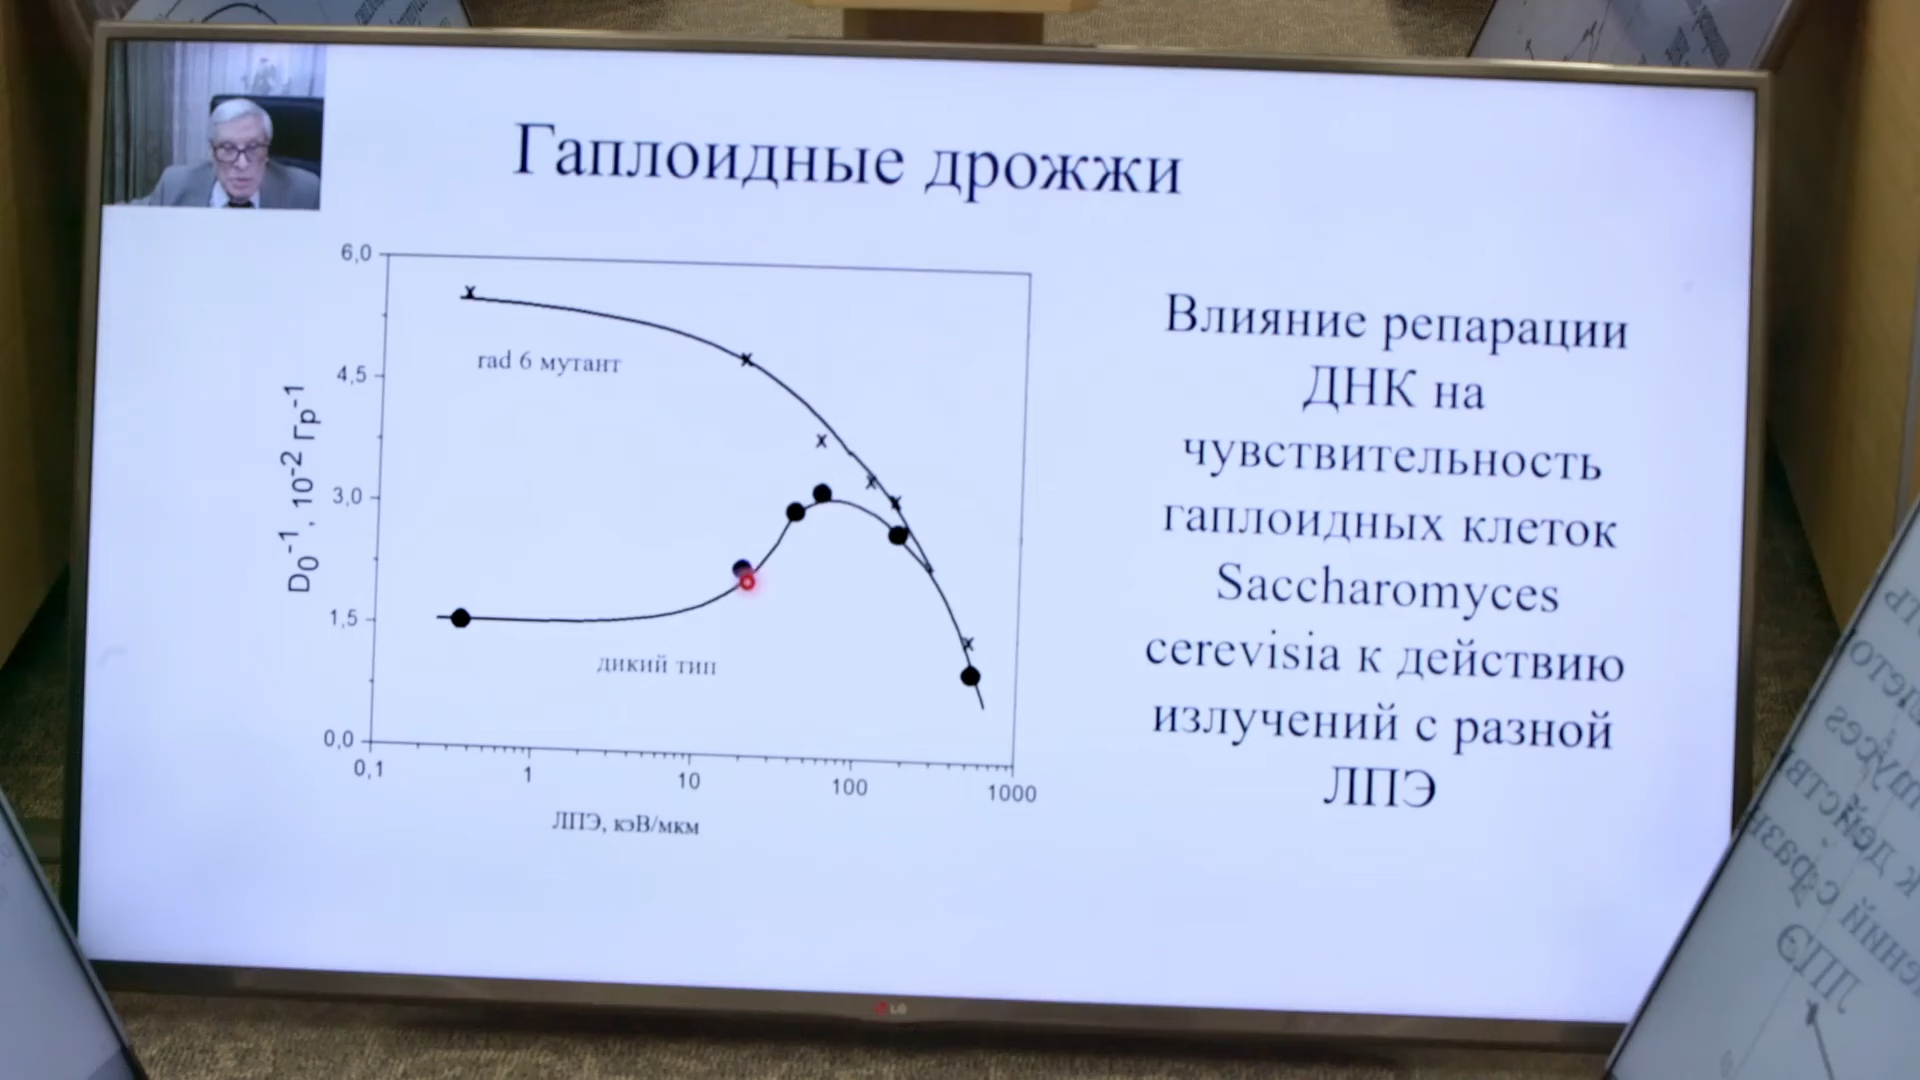 Гаплоидные дрожжи
6,0
4,5
3,0
1,5
0,0
D0-1, 10-2 Гр-1
rad 6 мутант
дикий тип
0,1
1
10
100
1000
ЛПЭ, кэВ/мкм
Влияние репарации
ДНК на
чувствительность
гаплоидных клеток
Saccharomyces
cerevisia к действию
излучений с разной
ЛПЭ
LG